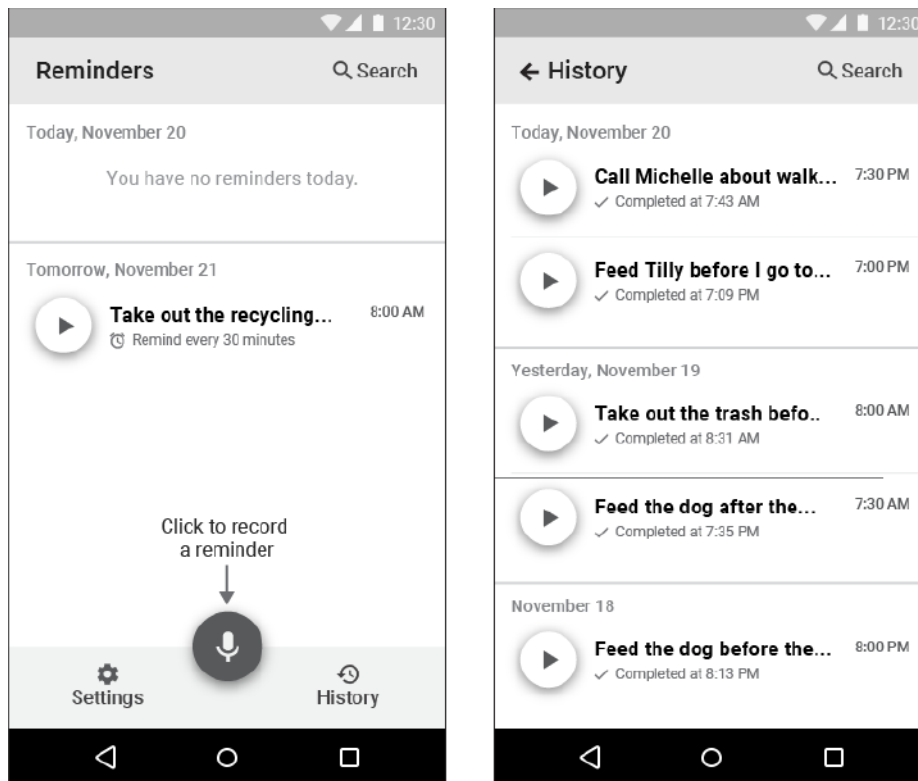 12:30
Reminders
Search
Today, November 20
You have no reminders today.
Tomorrow, November 21
Take out the recycling... 8:00 AM
Remind every 30 minutes
Click to record
a reminder
Settings
History
12:30
History
Search
Today, November 20
Call Michelle about walk... 7:30 PM
Completed at 7:43 AM
Feed Tilly before I go to... 7:00 PM
Completed at 7:09 PM
Yesterday, November 19
Take out the trash befo.. 8:00 AM
Completed at 8:31 AM
Feed the dog after the... 7:30 AM
Completed at 7:35 PM
November 18
Feed the dog before the... 8:00 PM
Completed at 8:13 PM